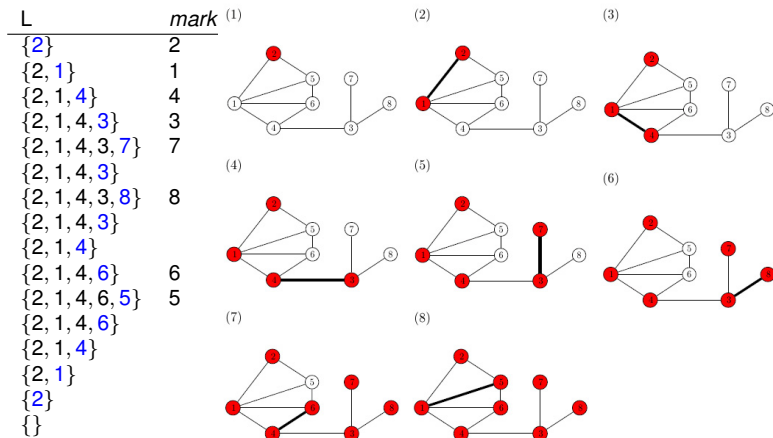 L mark
{2} 2
{2, 1} 1
{2, 1, 4} 4
{2, 1, 4, 3} 3
{2, 1, 4, 3, 7} 7
{2, 1, 4, 3}
{2, 1, 4, 3, 8} 8
{2, 1, 4, 3}
{2, 1, 4}
{2, 1, 4, 6} 6
{2, 1, 4, 6, 5} 5
{2, 1, 4, 6}
{2, 1, 4}
{2, 1}
{2}
{}
(1)
2
5 7
1 6 8
4 3
(2)
2
5 7
1 6 8
4 3
(3)
2
5 7
1 6 8
4 3
(4)
2
5 7
1 6 8
4 3
(5)
2
5 7
1 6 8
4 3
(6)
2
5 7
1 6 8
4 3
(7)
2
5 7
1 6 8
4 3
(8)
2
5 7
1 6 8
4 3